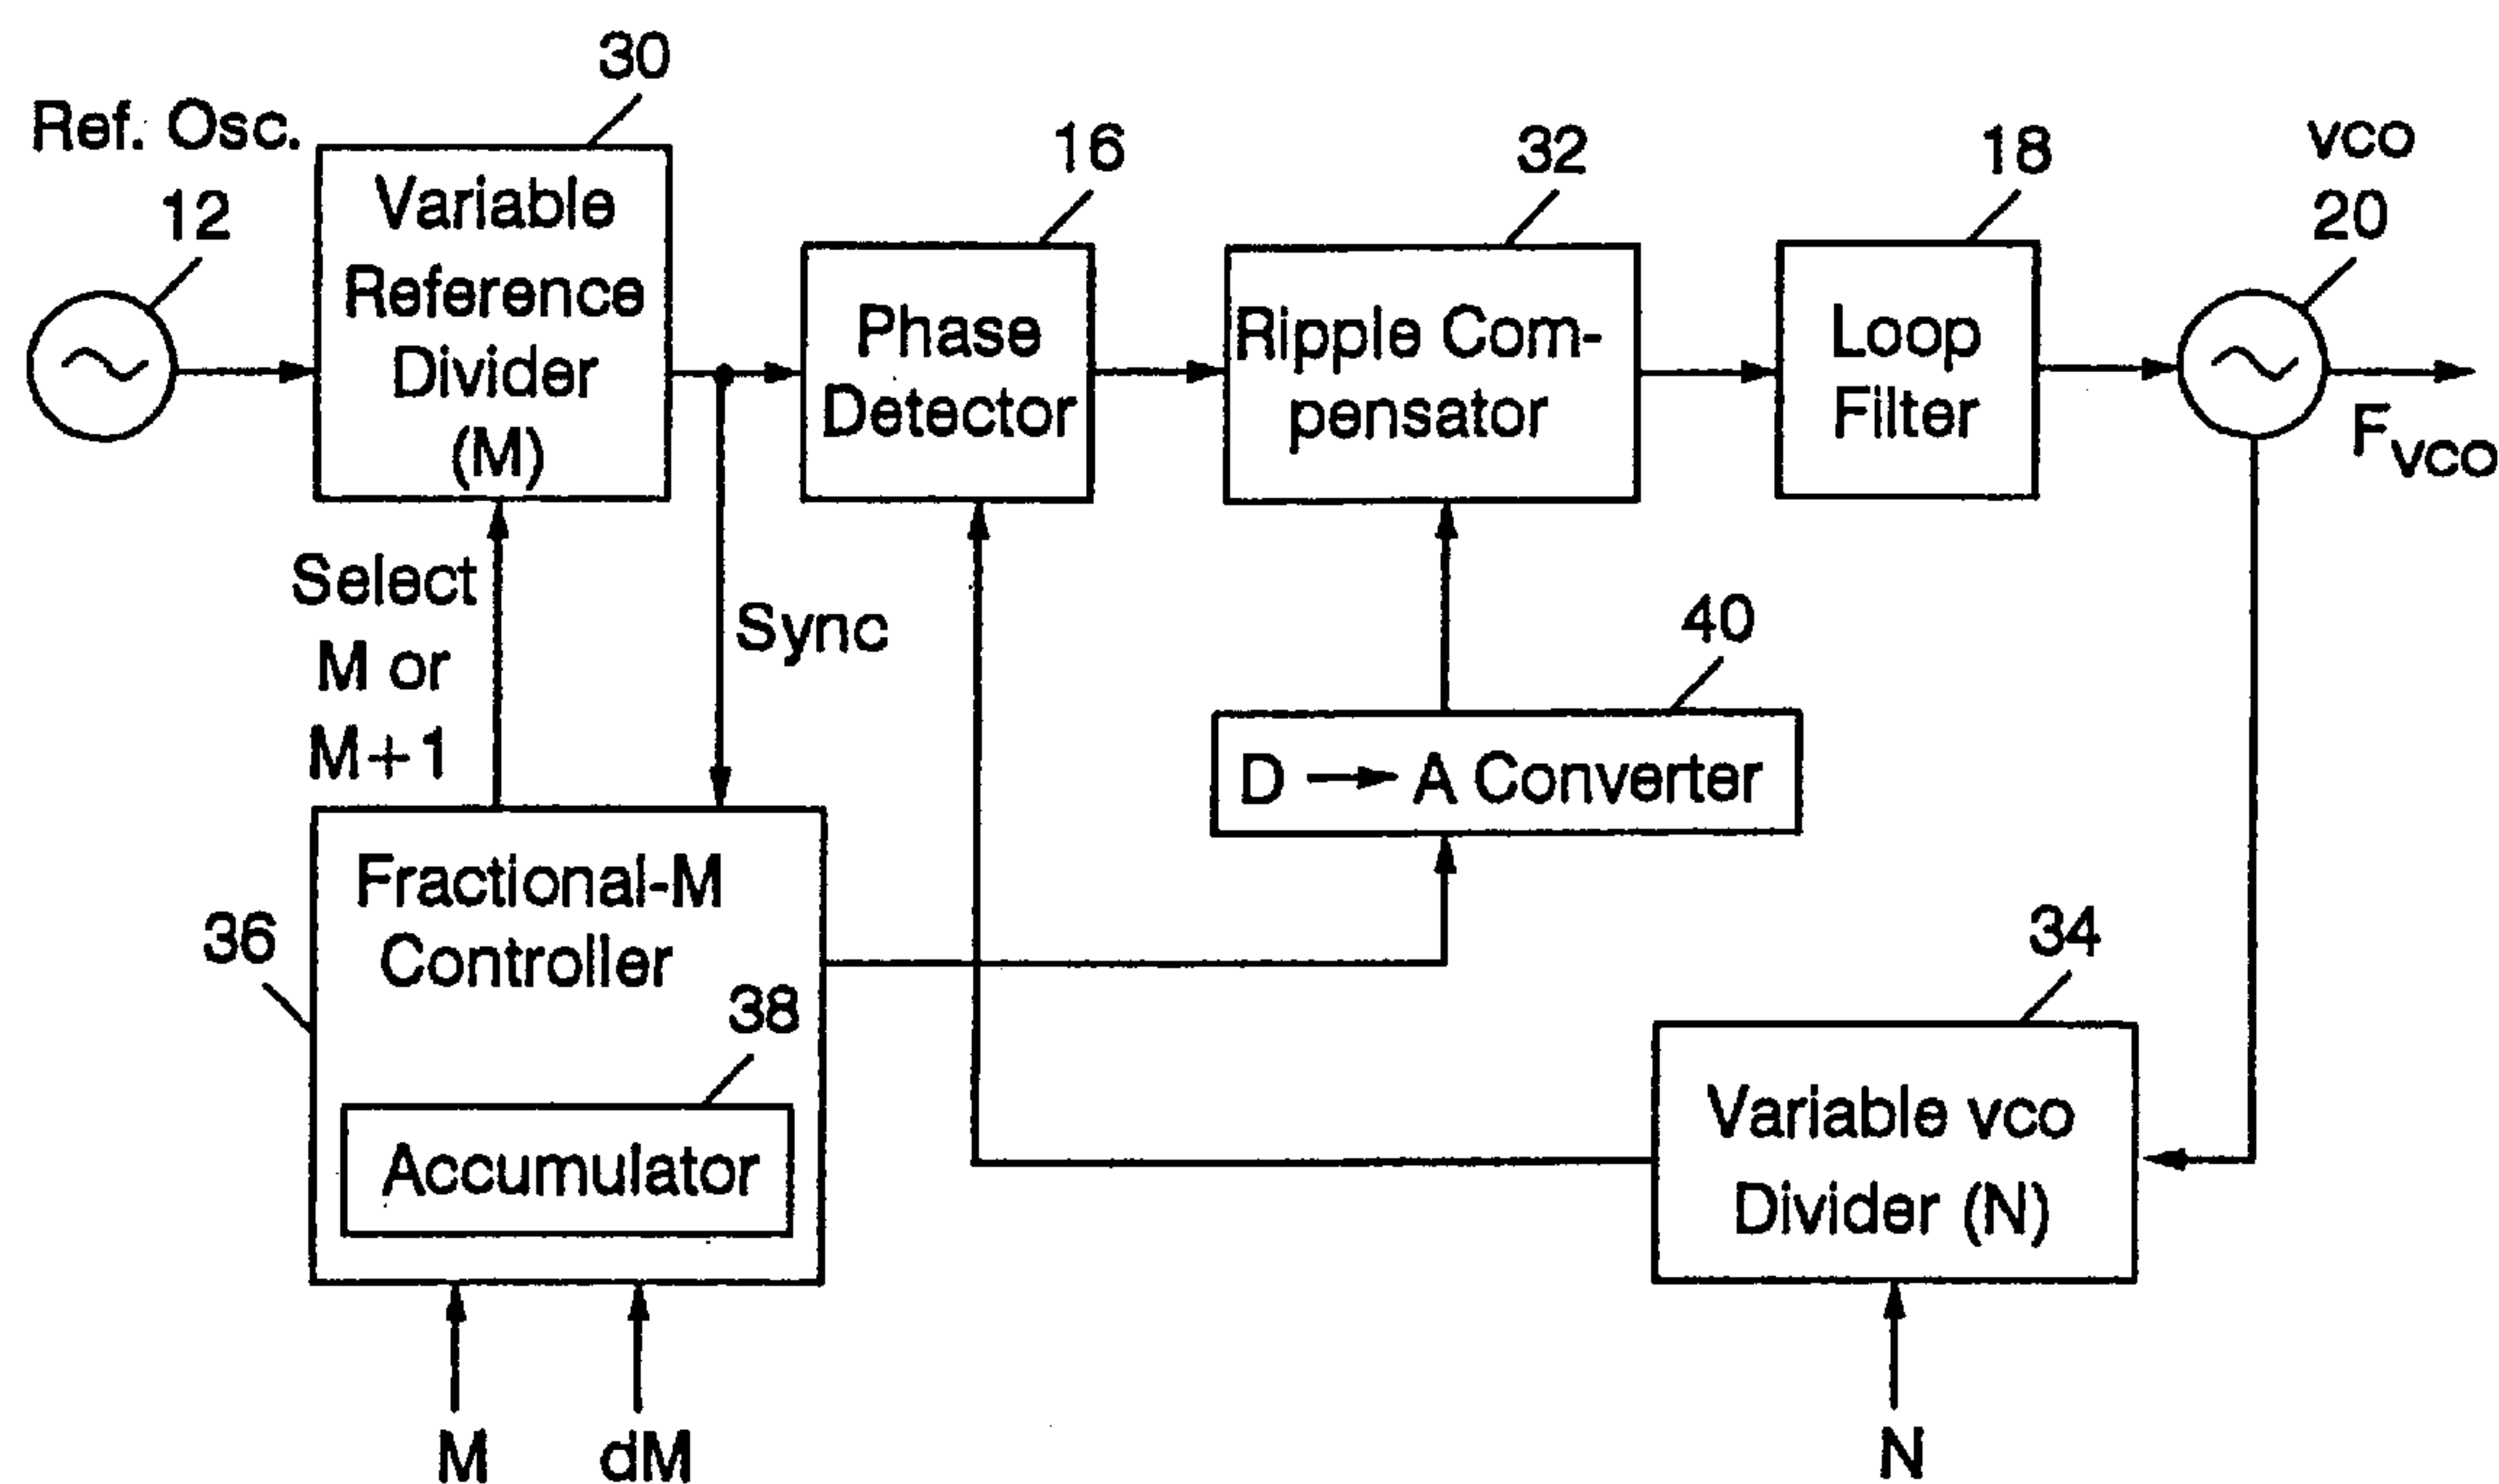 30
Ref. Osc.
12
Variable
Reference
Divider
(M)
16
Phase
Detector
32
Ripple Com-
pensator
18
Loop
Filter
vco
20
Fvco
Select
M or
M+1
Sync
40
D → A Converter
36
Fractional-M
Controller
38
Accumulator
34
Variable vco
Divider (N)
M
dM
N